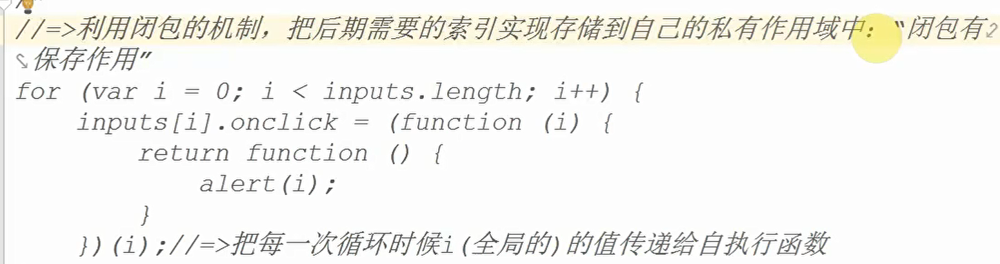 //=>利用闭包的机制，把后期需要的索引实现存储到自己的私有作用域中："闭包有
保存作用"
for (var i = 0; i < inputs.length; i++) {
inputs[i].onclick = (function (i) {
return function () {
alert(i);
}
})(i);//=>把每一次循环时候i(全局的)的值传递给自执行函数